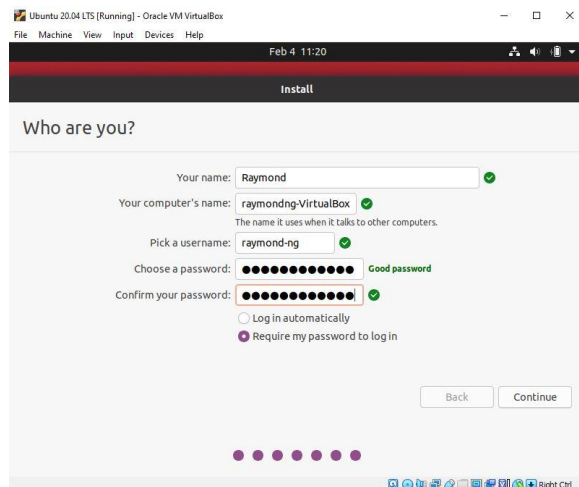 Ubuntu 20.04 LTS [Running] - Oracle VM VirtualBox
File Machine View Input Devices Help
Feb 4 11:20
Install
Who are you?
Your name: Raymond
Your computer's name: raymondng-VirtualBox
The name it uses when it talks to other computers.
Pick a username: raymond-ng
Choose a password: ●●●●●●●●●●●● Good password
Confirm your password: ●●●●●●●●●●●●
Log in automatically
Require my password to log in
Back Continue
Right Ctrl